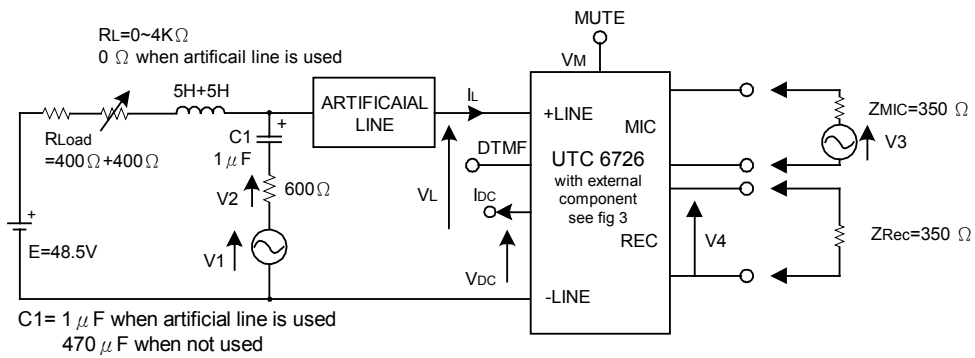 RL=0~4KΩ
0 Ω when artificail line is used
MUTE
VM
5H+5H
ARTIFICAIAL
LINE
IL
+LINE
MIC
ZMIC=350 Ω
V3
RLoad
=400Ω+400Ω
+
C1
1 μF
DTMF
UTC 6726
with external
component
see fig 3
V2
600Ω
VL
IDC
REC
V4
ZRec=350 Ω
+
E=48.5V
V1
VDC
-LINE
C1= 1 μF when artificial line is used
470 μF when not used